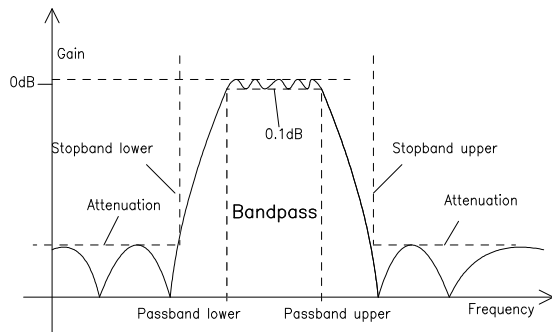 Gain
0dB
0.1dB
Stopband lower
Stopband upper
Attenuation
Attenuation
Bandpass
Frequency
Passband lower
Passband upper